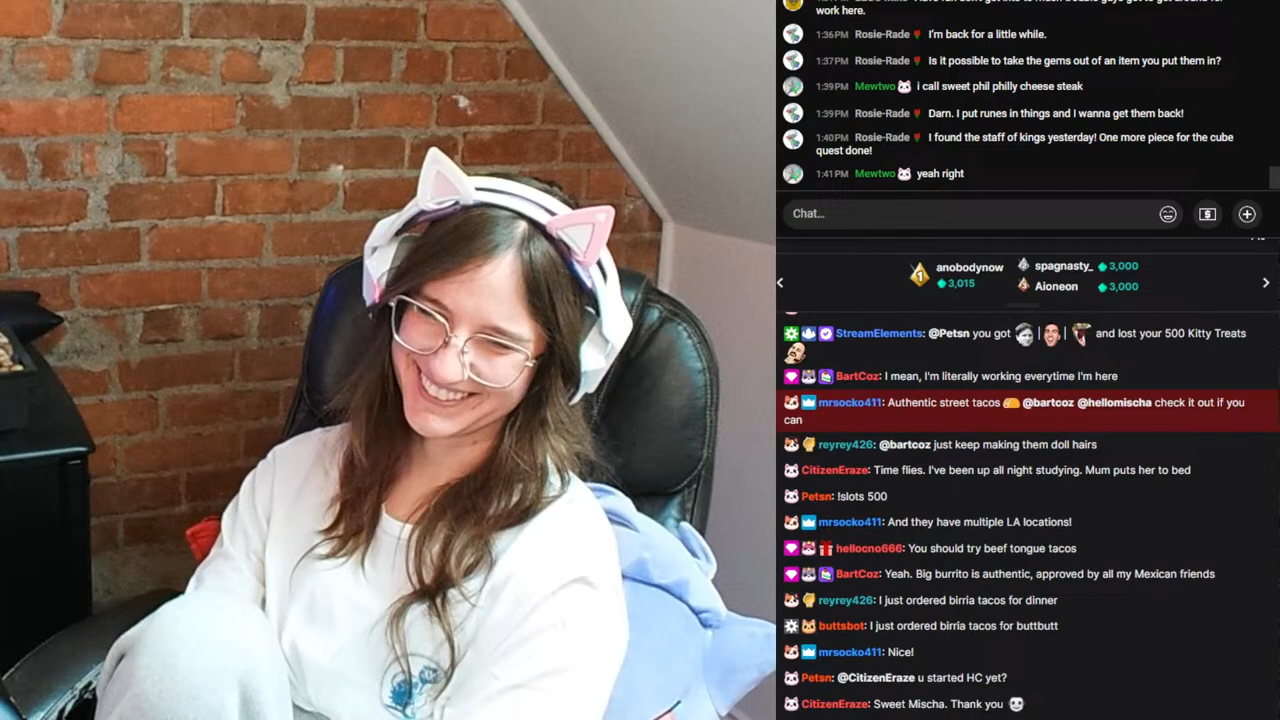 work here.
1:36 PM Rosie-Rade I'm back for a little while.
1:37 PM Rosie-Rade Is it possible to take the gems out of an item you put them in?
1:39 PM Mewtwo i call sweet phil philly cheese steak
1:39 PM Rosie-Rade Darn. I put runes in things and I wanna get them back!
1:40 PM Rosie-Rade I found the staff of kings yesterday! One more piece for the cube
quest done!
1:41 PM Mewtwo yeah right
Chat...
1 anobodynow 3,015
spagnasty_ 3,000
Aioneon 3,000
StreamElements: @Petsn you got | | and lost your 500 Kitty Treats
BartCoz: I mean, I'm literally working everytime I'm here
mrsocko411: Authentic street tacos @bartcoz @hellomischa check it out if you
can
reyrey426: @bartcoz just keep making them doll hairs
CitizenEraze: Time flies. I've been up all night studying. Mum puts her to bed
Petsn: !slots 500
mrsocko411: And they have multiple LA locations!
hellocno666: You should try beef tongue tacos
BartCoz: Yeah. Big burrito is authentic, approved by all my Mexican friends
reyrey426: I just ordered birria tacos for dinner
buttsbot: I just ordered birria tacos for buttbutt
mrsocko411: Nice!
Petsn: @CitizenEraze u started HC yet?
CitizenEraze: Sweet Mischa. Thank you